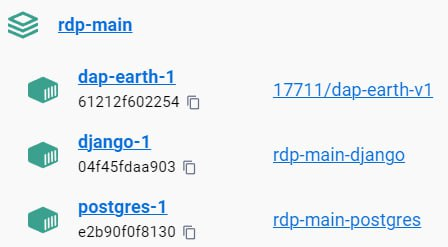 rdp-main
dap-earth-1
61212f602254
17711/dap-earth-v1
django-1
04f45fdaa903
rdp-main-django
postgres-1
e2b90f0f8130
rdp-main-postgres